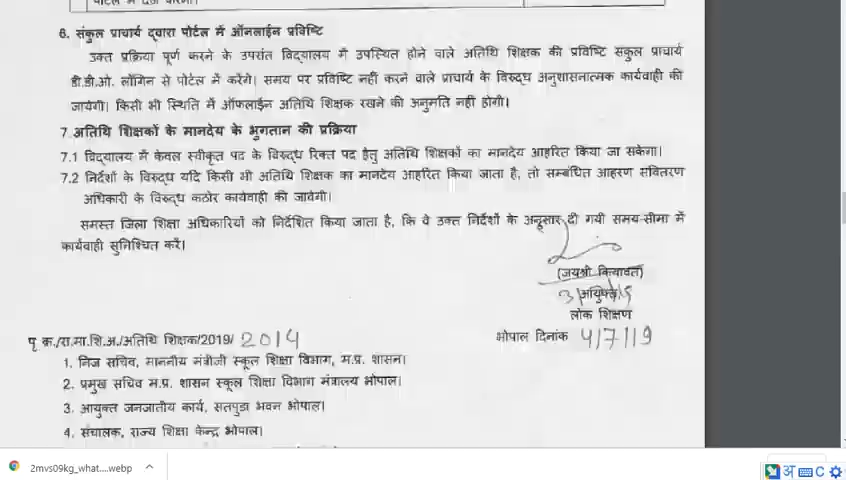 पोर्टल में दर्ज करेगा।
6. संकुल प्राचार्य द्वारा पोर्टल में ऑनलाईन प्रविष्टि
उक्त प्रक्रिया पूर्ण करने के उपरांत विद्यालय में उपस्थित होने वाले अतिथि शिक्षक की प्रविष्टि संकुल प्राचार्य
डी.डी.ओ. लॉगिन से पोर्टल में करेंगे। समय पर प्रविष्टि नहीं करने वाले प्राचार्य के विरुद्ध अनुशासनात्मक कार्यवाही की
जायेगी। किसी भी स्थिति में ऑफलाईन अतिथि शिक्षक रखने की अनुमति नहीं होगी।
7. अतिथि शिक्षकों के मानदेय के भुगतान की प्रक्रिया
7.1 विद्यालय में केवल स्वीकृत पद के विरुद्ध रिक्त पद हेतु अतिथि शिक्षकों का मानदेय आहरित किया जा सकेगा।
7.2 निर्देशों के विरुद्ध यदि किसी भी अतिथि शिक्षक का मानदेय आहरित किया जाता है, तो सम्बंधित आहरण संवितरण
अधिकारी के विरुद्ध कठोर कार्यवाही की जावेगी।
समस्त जिला शिक्षा अधिकारियों को निर्देशित किया जाता है, कि वे उक्त निर्देशों के अनुसार दी गयी समय-सीमा में
कार्यवाही सुनिश्चित करें।
(जयश्री कियावत)
आयुक्त
लोक शिक्षण
पृ.क्र./रा.मा.शि.अ./अतिथि शिक्षक/2019/ 2014
भोपाल दिनांक 4/7/19
1. निज सचिव, माननीय मंत्रीजी स्कूल शिक्षा विभाग, म.प्र. शासन।
2. प्रमुख सचिव म.प्र. शासन स्कूल शिक्षा विभाग मंत्रालय भोपाल।
3. आयुक्त जनजातीय कार्य, सतपुडा भवन भोपाल।
4. संचालक, राज्य शिक्षा केन्द्र भोपाल।
2mvs09kg_what....webp
अ